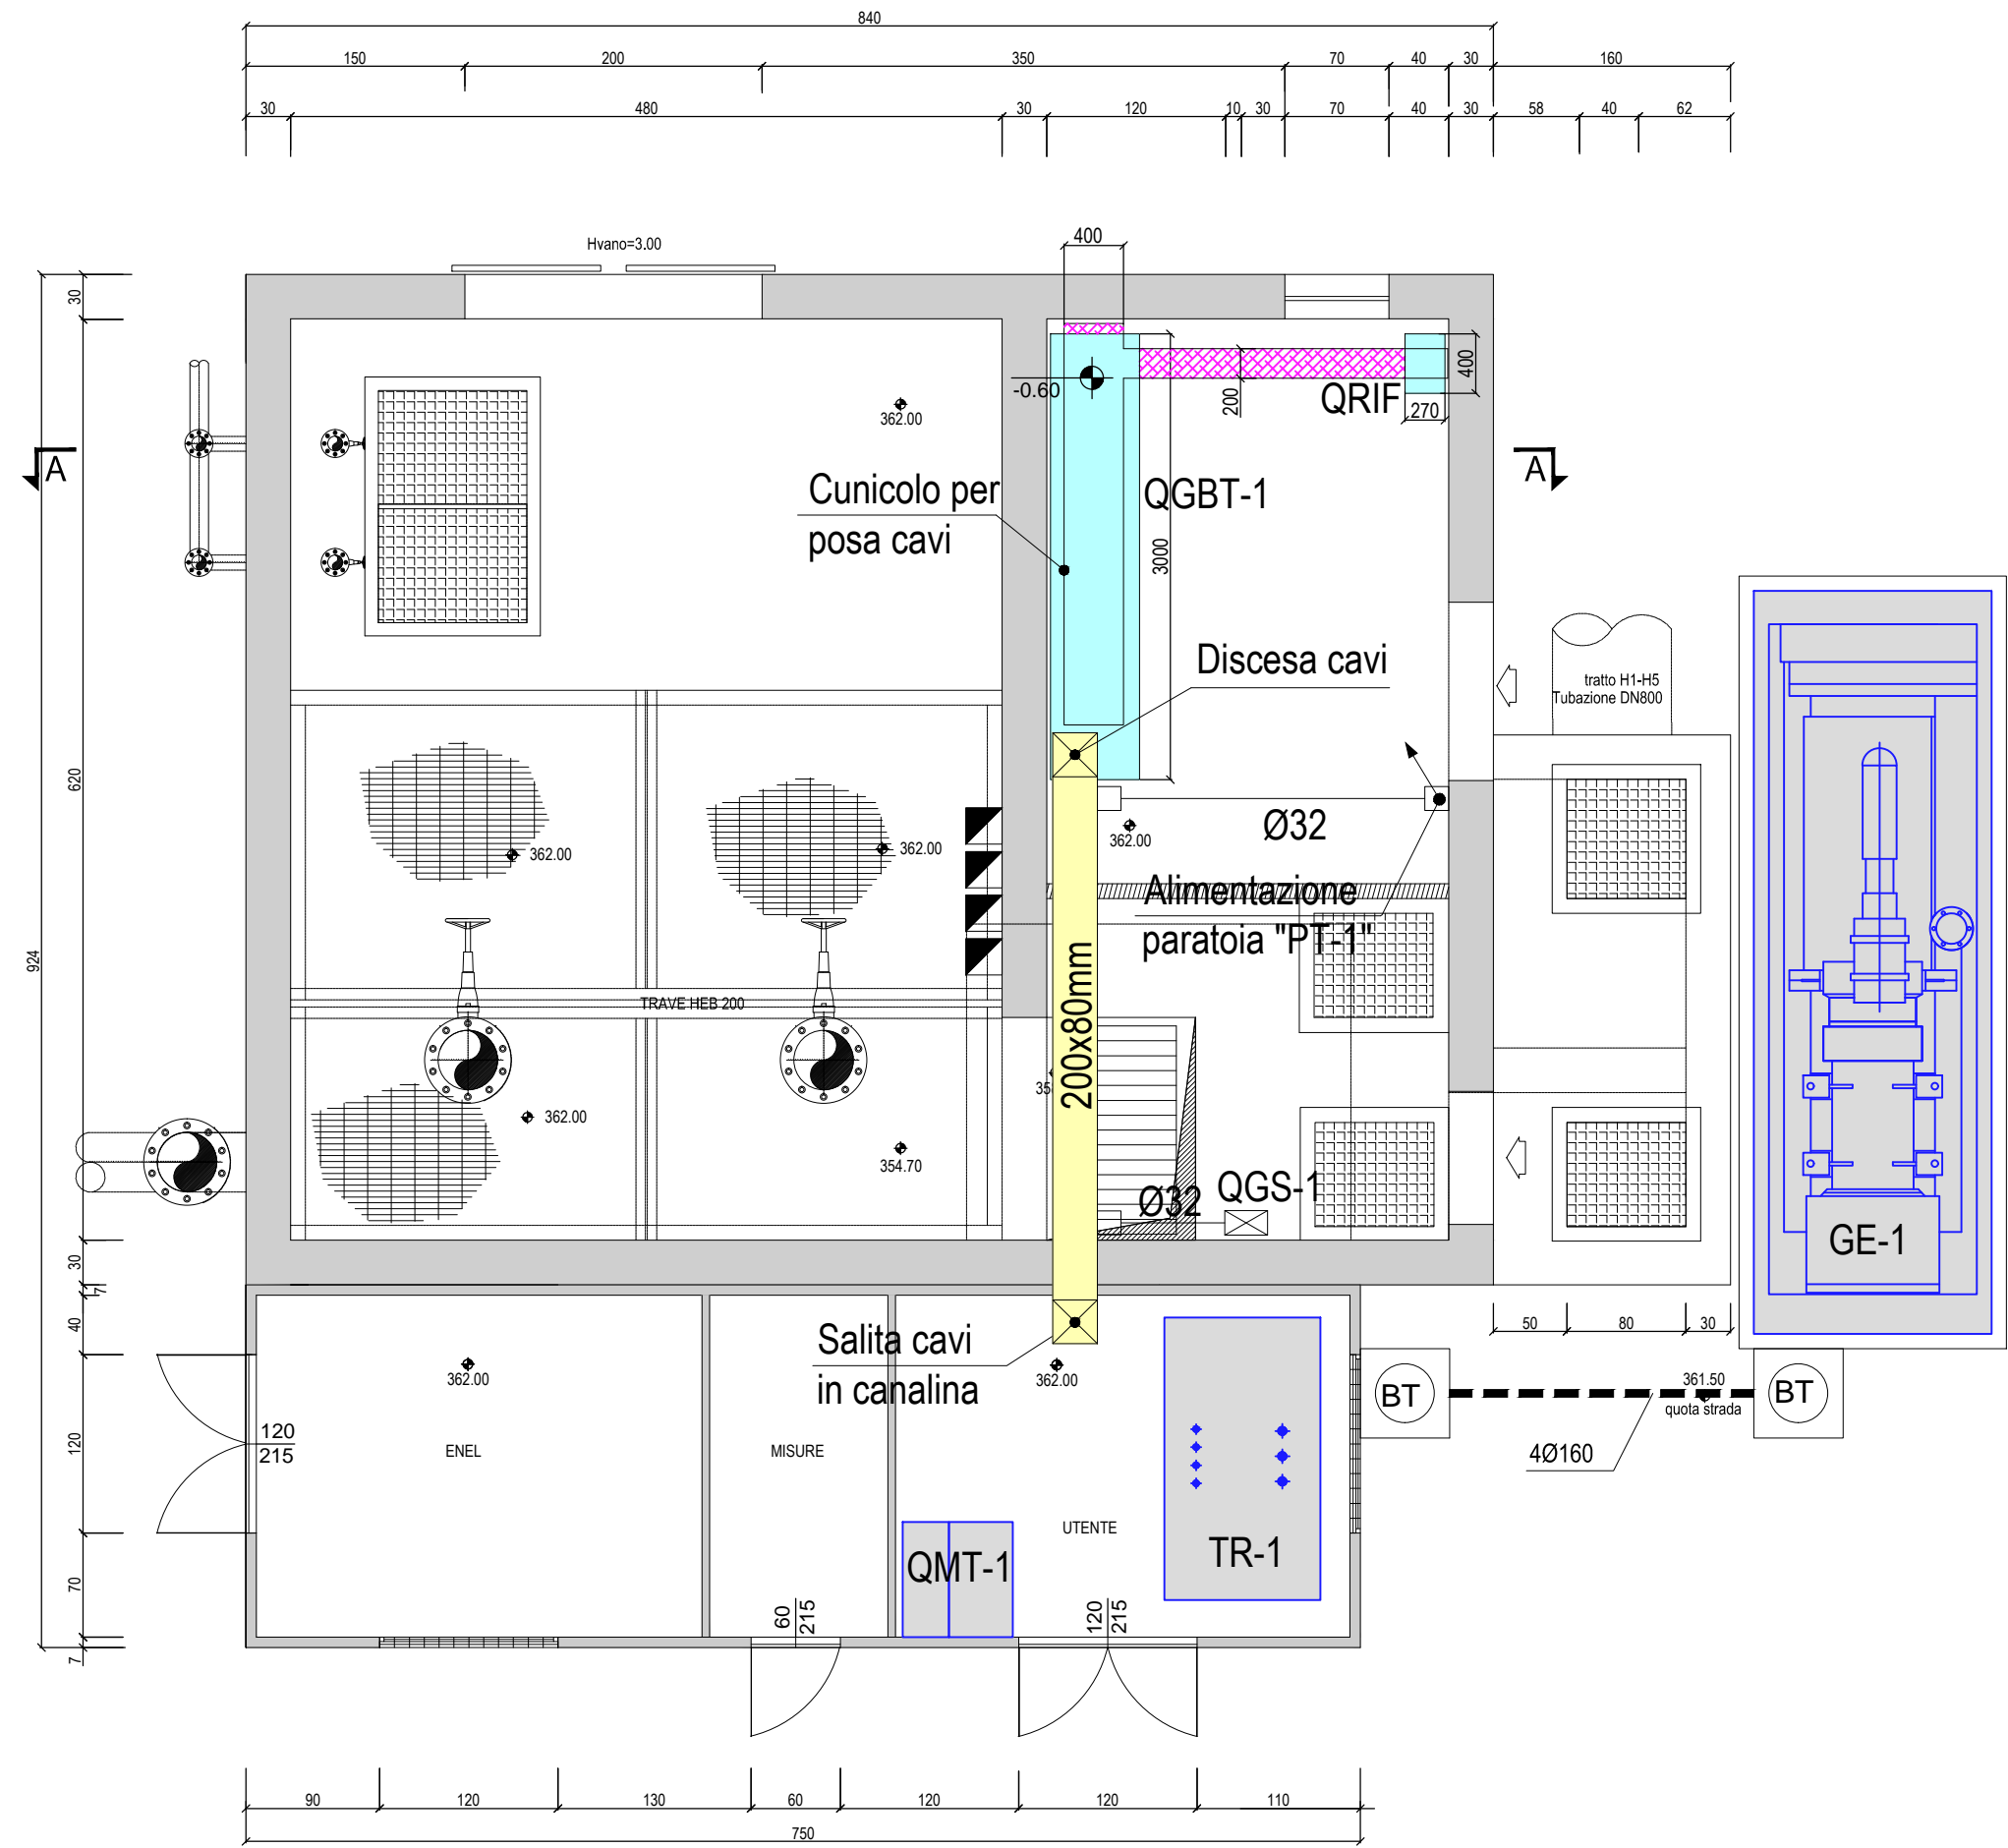 840
150 200 350 70 40 30 160
30 480 30 120 10 30 70 40 30 58 40 62
Hvano=3.00
400
30
-0.60
362.00
200
QRIF
400
270
A
A
Cunicolo per
posa cavi
QGBT-1
3000
Discesa cavi
tratto H1-H5
Tubazione DN800
620
362.00
362.00
362.00
Ø32
Alimentazione
paratoia "PT-1"
924
TRAVE HEB 200
200x80mm
362.00
354.70
Ø32
QGS-1
GE-1
30
7
40
50 80 30
Salita cavi
in canalina
362.00
362.00
BT
361.50
quota strada
BT
4Ø160
120
215
120
ENEL
MISURE
UTENTE
QMT-1
TR-1
70
60
215
120
215
7
90 120 130 60 120 120 110
750